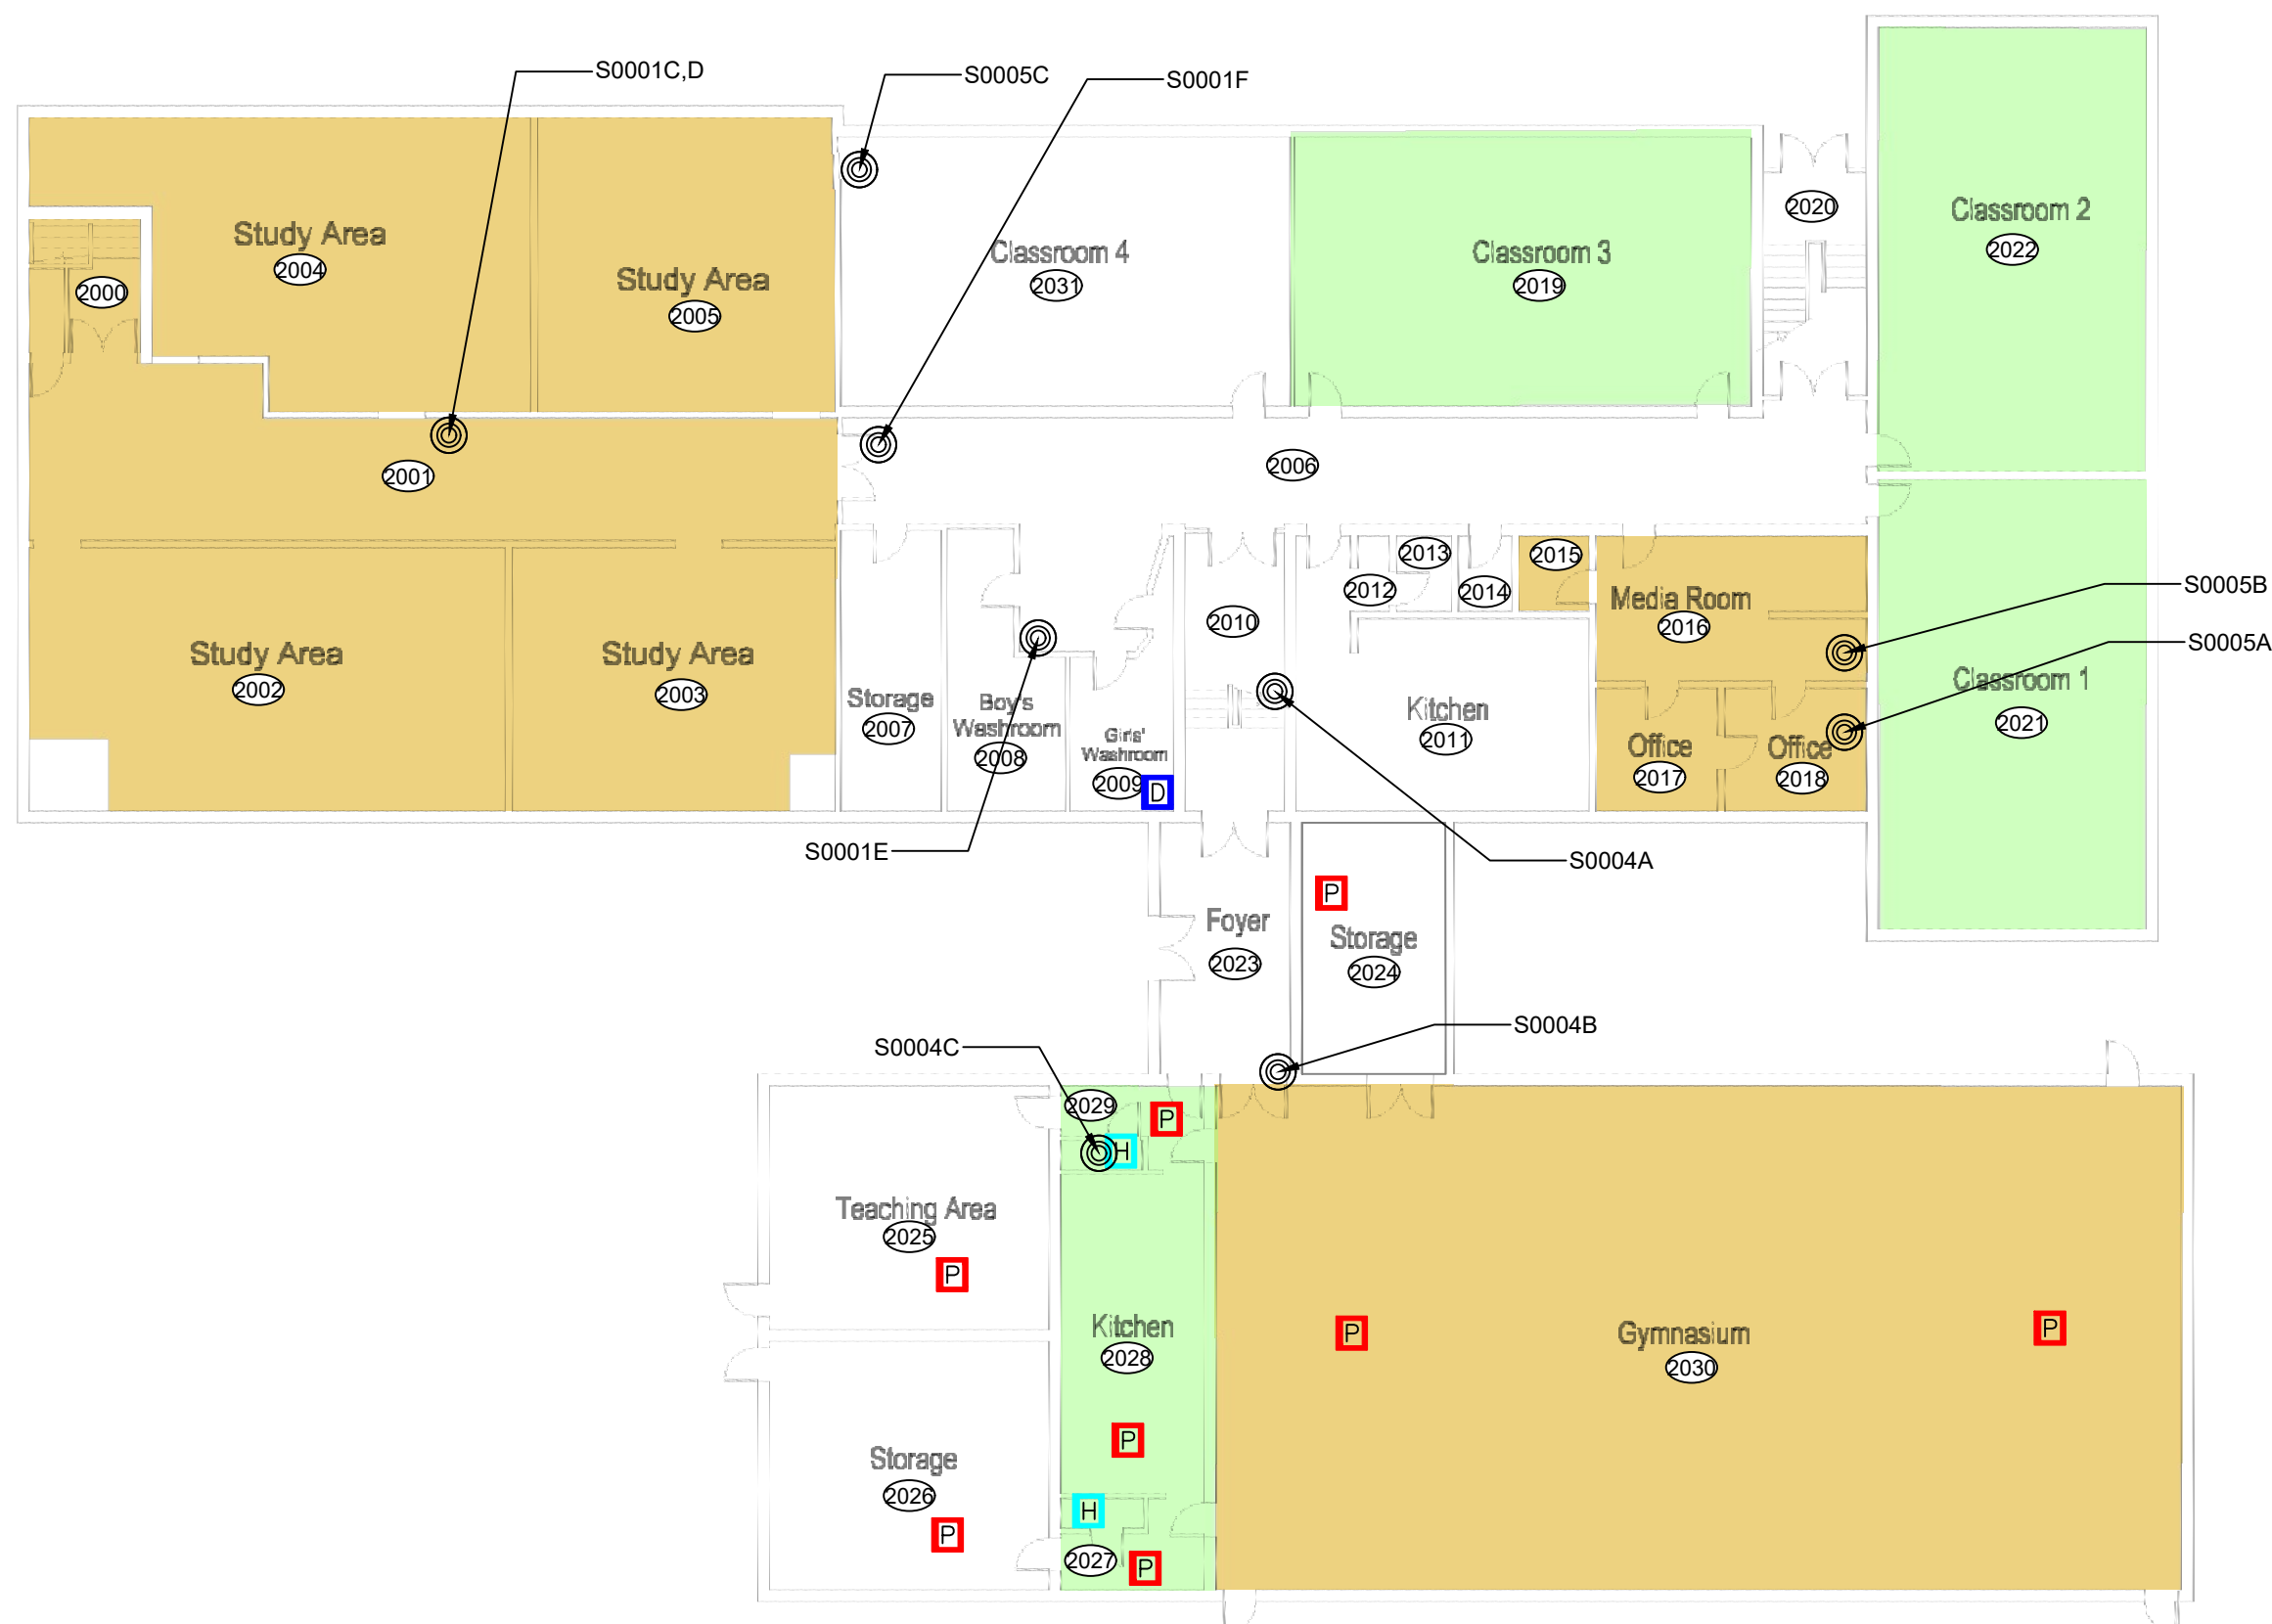 S0001C,D
S0005C
S0001F
Study Area
2004
Study Area
2005
2000
Classroom 4
2031
Classroom 3
2019
2020
Classroom 2
2022
2001
2006
2013
2015
2012
2014
2010
Media Room
2016
S0005B
S0005A
Study Area
2002
Study Area
2003
Storage
2007
Boy's
Washroom
2008
Girls'
Washroom
2009
D
Kitchen
2011
Office
2017
Office
2018
Classroom 1
2021
S0001E
S0004A
P
Foyer
2023
Storage
2024
S0004B
S0004C
2029
P
H
Teaching Area
2025
P
Kitchen
2028
P
Gymnasium
2030
P
P
Storage
2026
P
H
2027
P